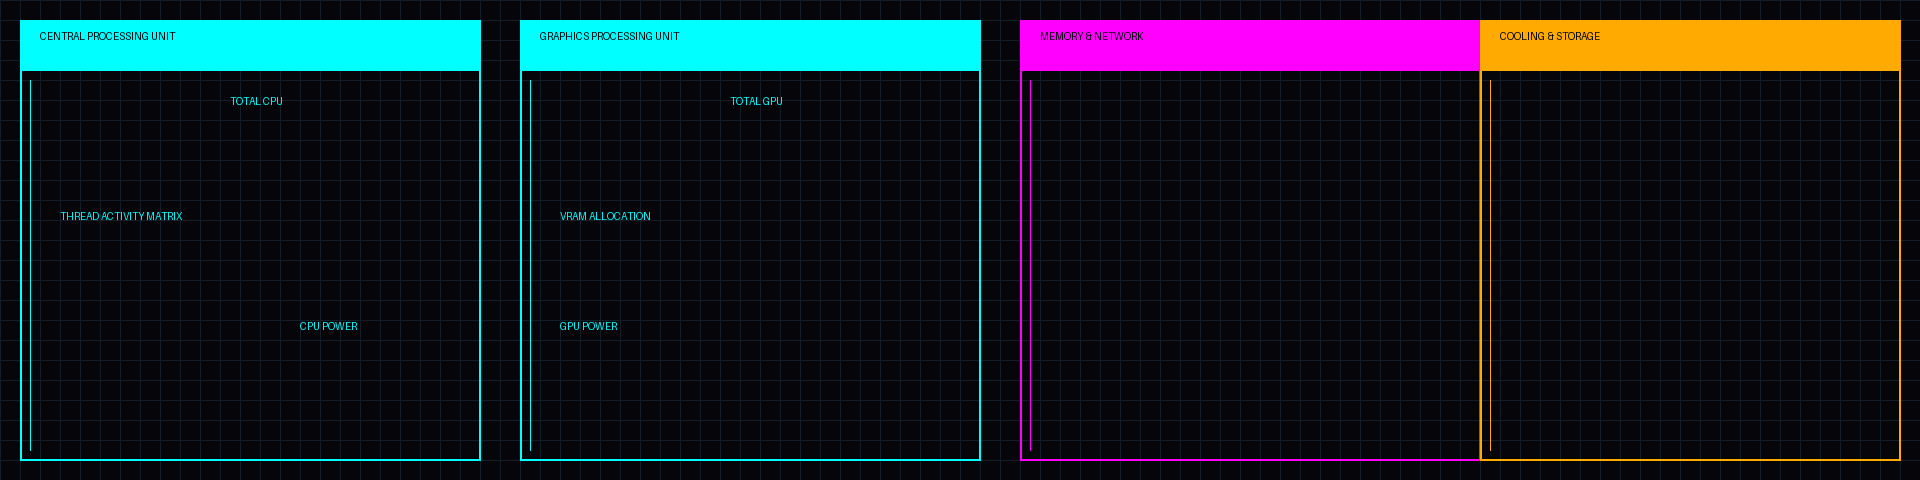 CENTRAL PROCESSING UNIT
TOTAL CPU
THREAD ACTIVITY MATRIX
CPU POWER
GRAPHICS PROCESSING UNIT
TOTAL GPU
VRAM ALLOCATION
GPU POWER
MEMORY & NETWORK
COOLING & STORAGE